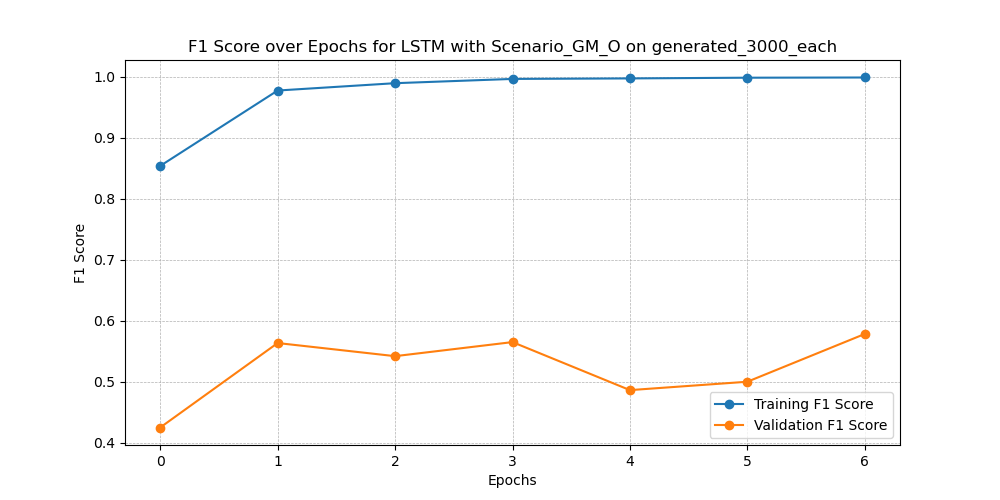 F1 Score over Epochs for LSTM with Scenario_GM_O on generated_3000_each
1.0
0.9
0.8
0.7
0.6
0.5
0.4
F1 Score
Training F1 Score
Validation F1 Score
0 1 2 3 4 5 6
Epochs